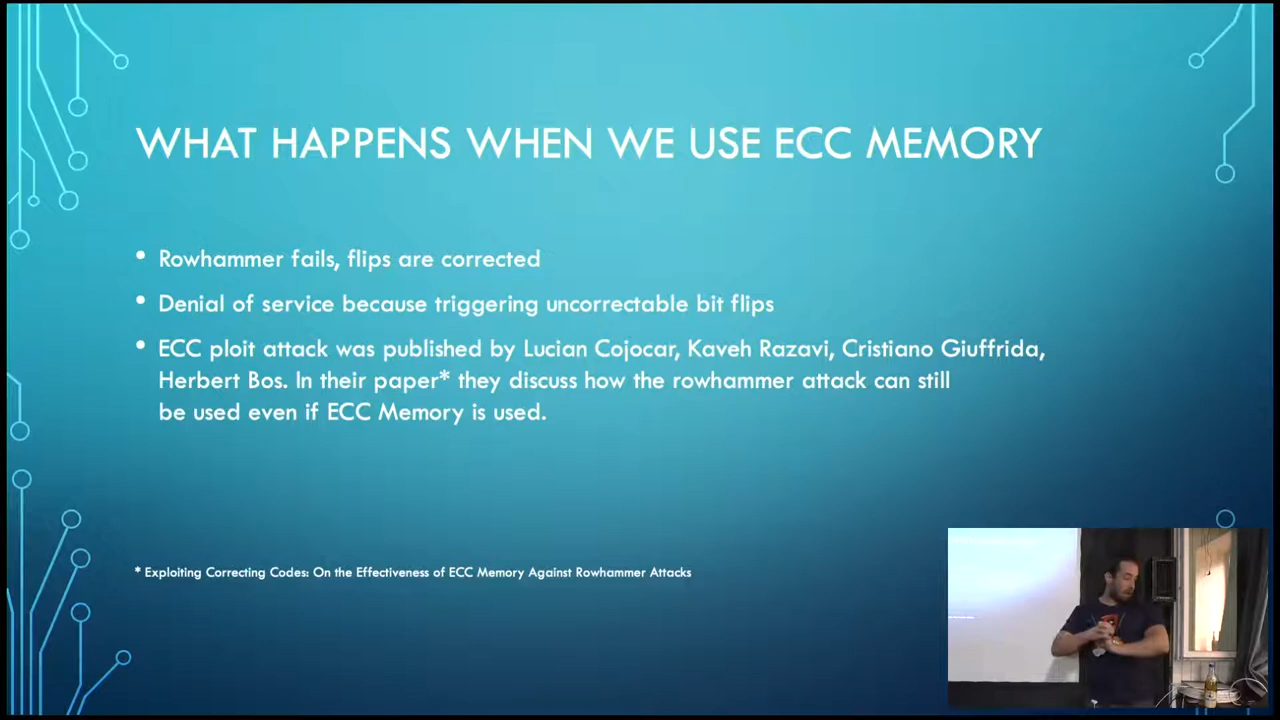 WHAT HAPPENS WHEN WE USE ECC MEMORY
• Rowhammer fails, flips are corrected
• Denial of service because triggering uncorrectable bit flips
• ECC ploit attack was published by Lucian Cojocar, Kaveh Razavi, Cristiano Giuffrida,
Herbert Bos. In their paper* they discuss how the rowhammer attack can still
be used even if ECC Memory is used.
* Exploiting Correcting Codes: On the Effectiveness of ECC Memory Against Rowhammer Attacks